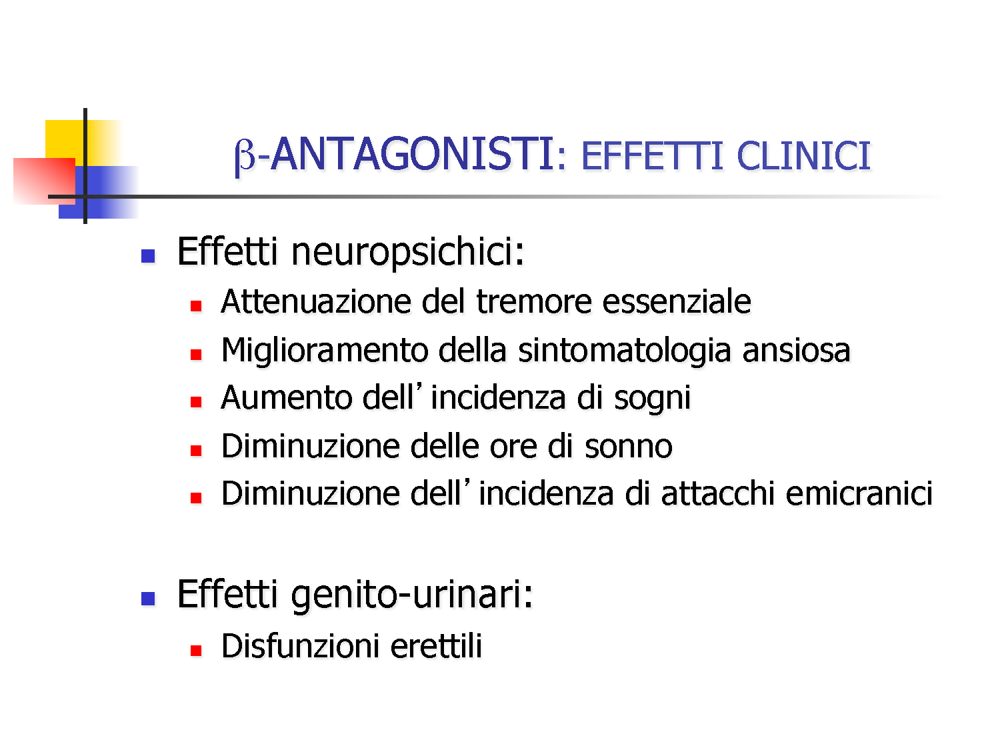 β-ANTAGONISTI: EFFETTI CLINICI
Effetti neuropsichici:
Attenuazione del tremore essenziale
Miglioramento della sintomatologia ansiosa
Aumento dell’incidenza di sogni
Diminuzione delle ore di sonno
Diminuzione dell’incidenza di attacchi emicranici
Effetti genito-urinari:
Disfunzioni erettili